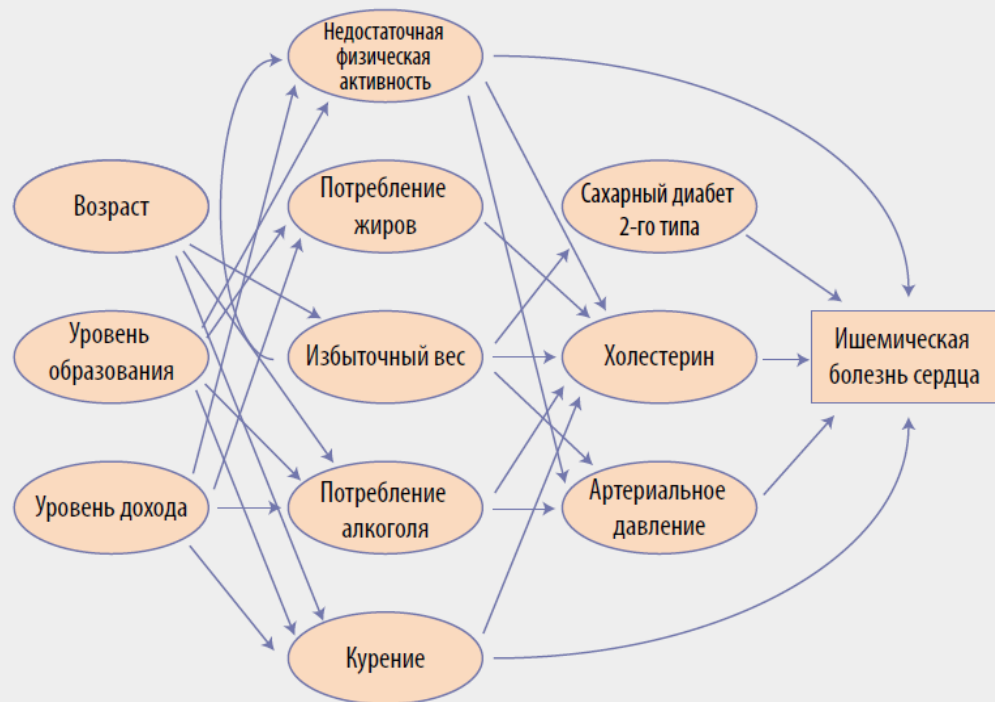 Недостаточная
физическая
активность
Возраст
Потребление
жиров
Сахарный диабет
2-го типа
Уровень
образования
Избыточный вес
Холестерин
Ишемическая
болезнь сердца
Уровень дохода
Потребление
алкоголя
Артериальное
давление
Курение